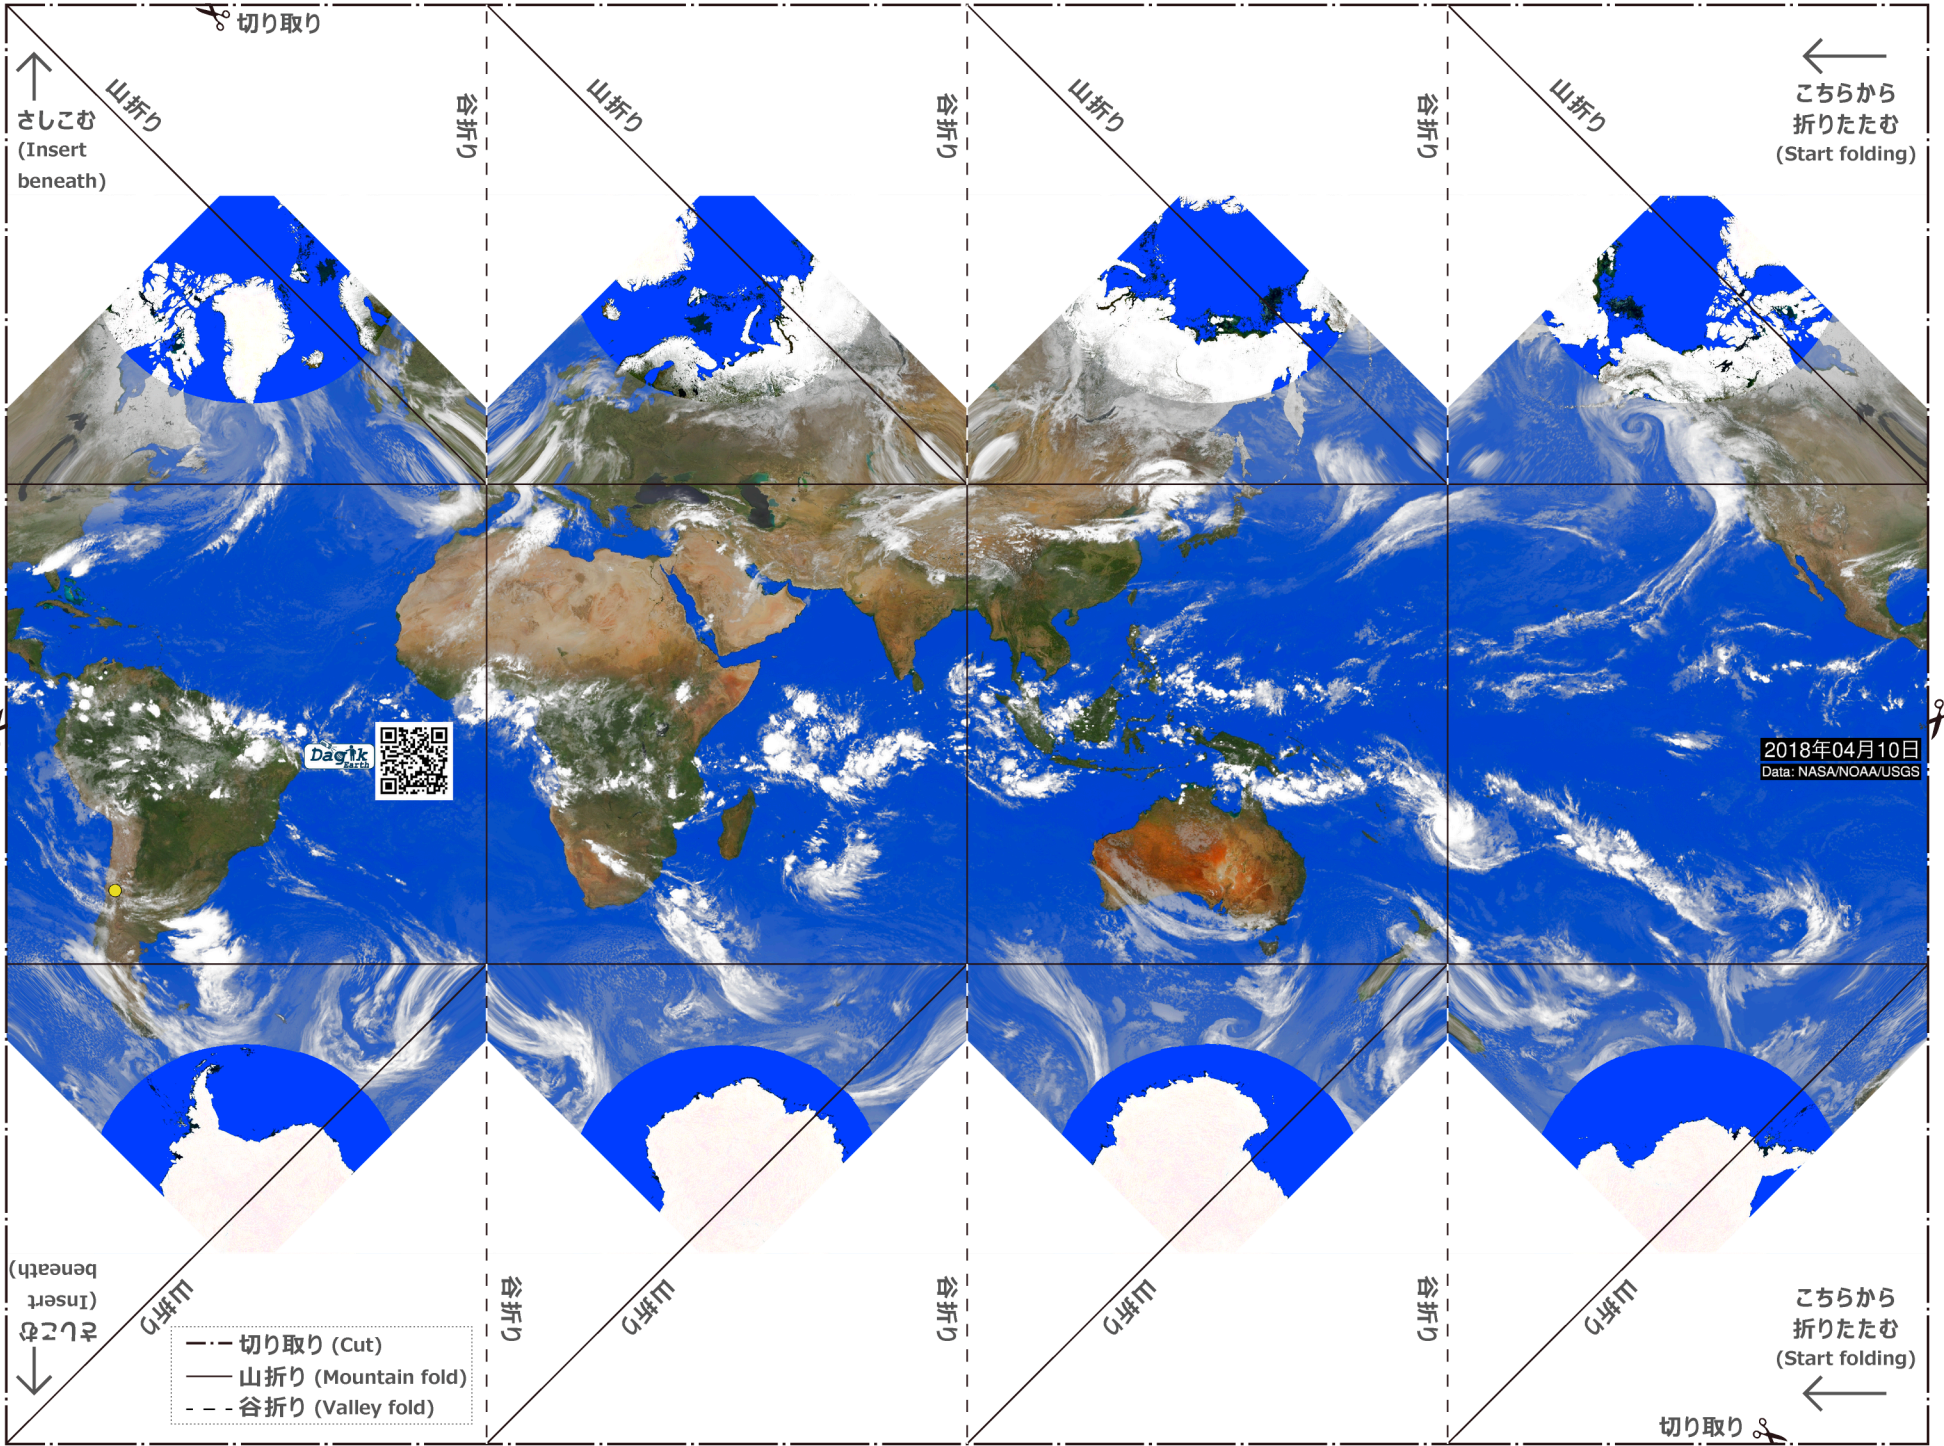 切り取り
山折り
山折り
山折り
山折り
谷折り
谷折り
谷折り
さしこむ
(Insert
beneath)
こちらから
折りたたむ
(Start folding)
Dagik
Earth
2018年04月10日
Data: NASA/NOAA/USGS
さしこむ
(Insert
beneath)
山折り
山折り
山折り
山折り
谷折り
谷折り
谷折り
切り取り (Cut)
山折り (Mountain fold)
谷折り (Valley fold)
こちらから
折りたたむ
(Start folding)
切り取り